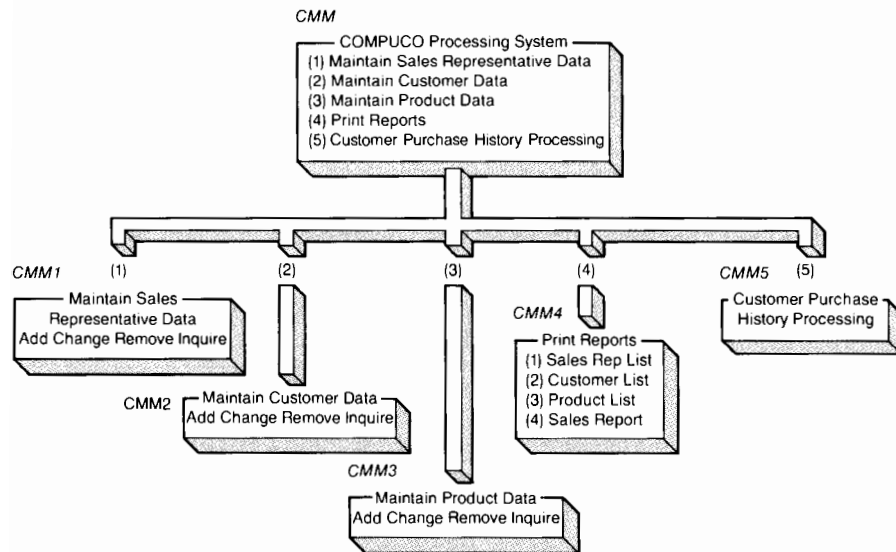 CMM
COMPUCO Processing System
(1) Maintain Sales Representative Data
(2) Maintain Customer Data
(3) Maintain Product Data
(4) Print Reports
(5) Customer Purchase History Processing
CMM1 (1) (2) (3) (4) CMM5 (5)
Maintain Sales
Representative Data
Add Change Remove Inquire
CMM4
Customer Purchase
History Processing
Print Reports
(1) Sales Rep List
(2) Customer List
(3) Product List
(4) Sales Report
CMM2
Maintain Customer Data
Add Change Remove Inquire
CMM3
Maintain Product Data
Add Change Remove Inquire